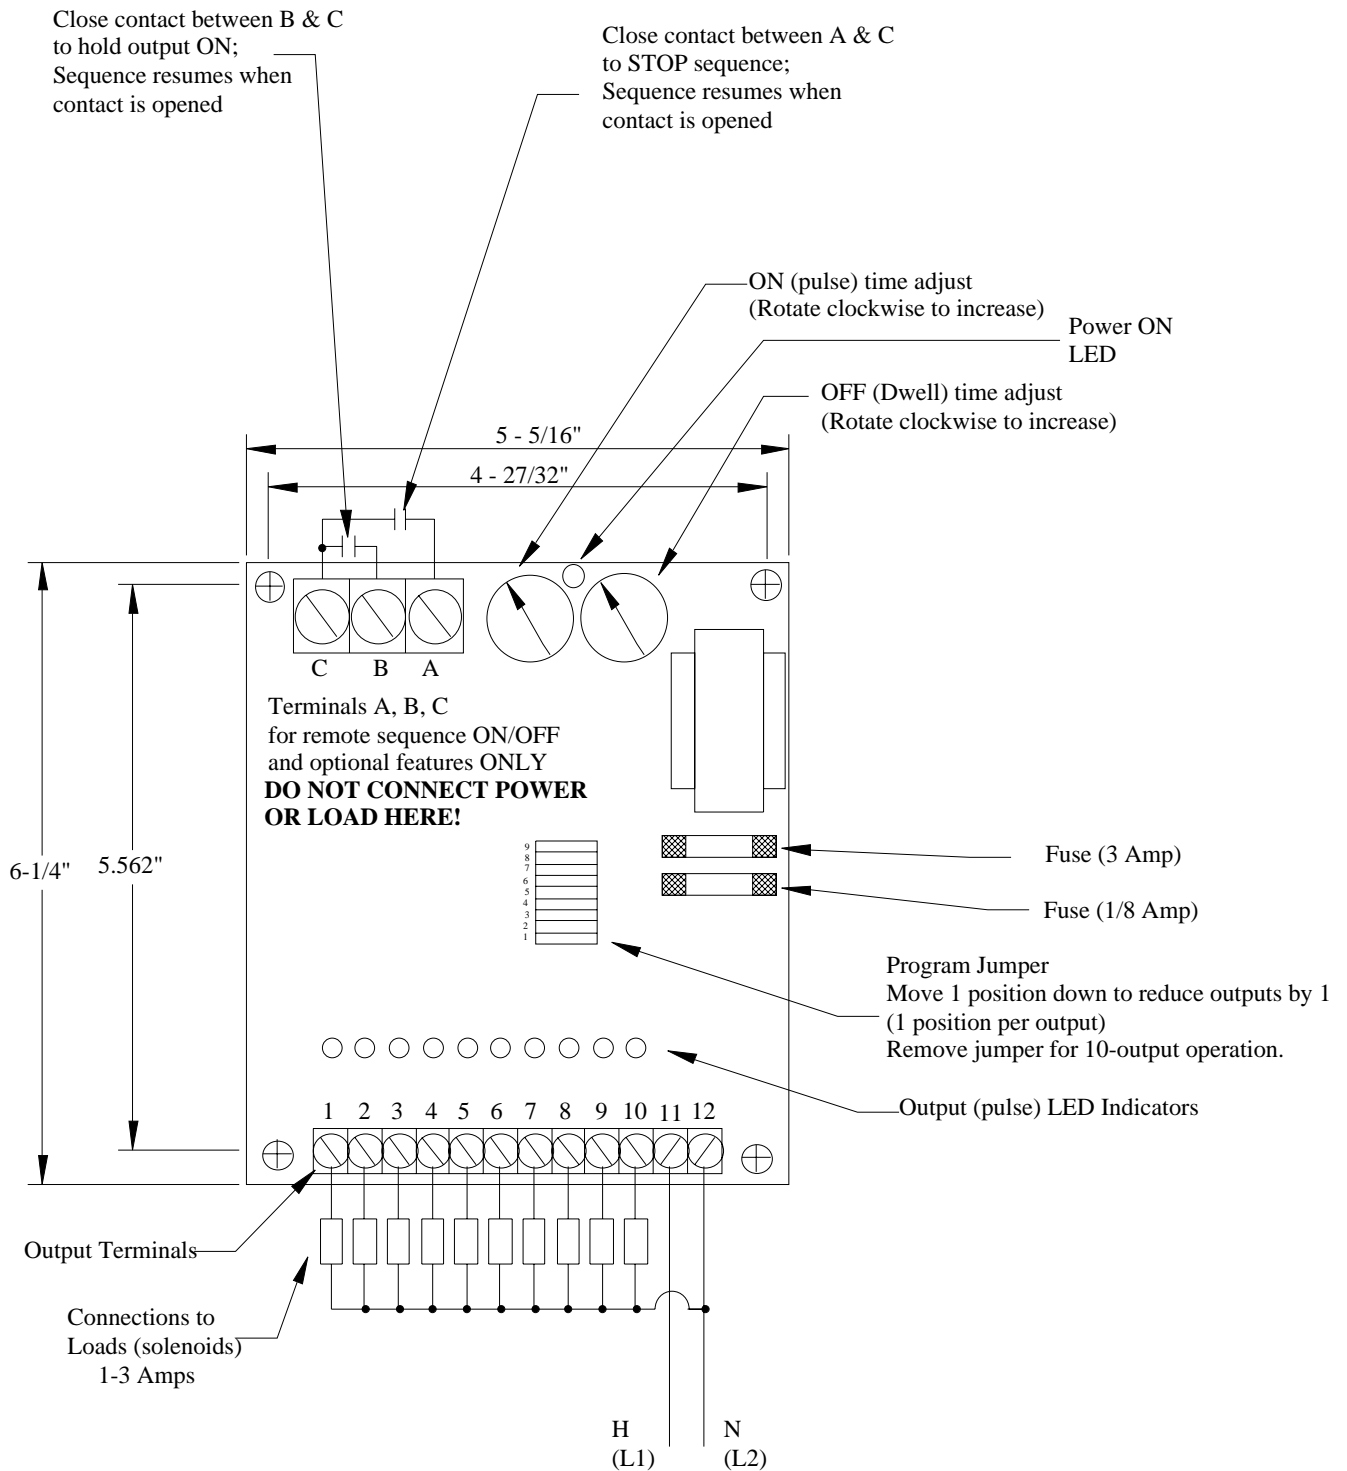 Close contact between B & C
to hold output ON;
Sequence resumes when
contact is opened
Close contact between A & C
to STOP sequence;
Sequence resumes when
contact is opened
ON (pulse) time adjust
(Rotate clockwise to increase)
Power ON
LED
OFF (Dwell) time adjust
(Rotate clockwise to increase)
5 - 5/16"
4 - 27/32"
C B A
Terminals A, B, C
for remote sequence ON/OFF
and optional features ONLY
DO NOT CONNECT POWER
OR LOAD HERE!
6-1/4"
5.562"
9
8
7
6
5
4
3
2
1
Fuse (3 Amp)
Fuse (1/8 Amp)
Program Jumper
Move 1 position down to reduce outputs by 1
(1 position per output)
Remove jumper for 10-output operation.
Output (pulse) LED Indicators
1 2 3 4 5 6 7 8 9 10 11 12
Output Terminals
Connections to
Loads (solenoids)
1-3 Amps
H N
(L1) (L2)